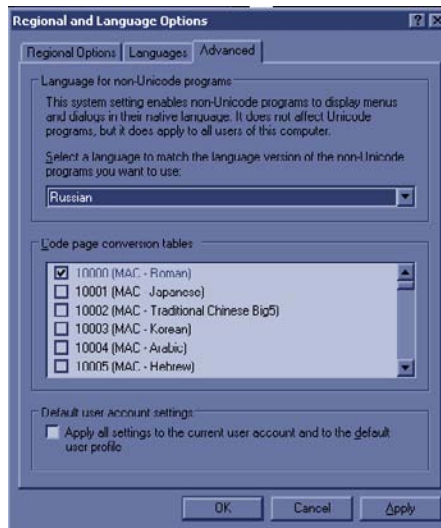 Regional and Language Options
Regional Options
Languages
Advanced
Language for non-Unicode programs
This system setting enables non-Unicode programs to display menus
and dialogs in their native language. It does not affect Unicode
programs, but it does apply to all users of this computer.
Select a language to match the language version of the non-Unicode
programs you want to use:
Russian
Code page conversion tables
10000 (MAC - Roman)
10001 (MAC - Japanese)
10002 (MAC - Traditional Chinese Big5)
10003 (MAC - Korean)
10004 (MAC - Arabic)
10005 (MAC - Hebrew)
Default user account settings
Apply all settings to the current user account and to the default
user profile
OK
Cancel
Apply